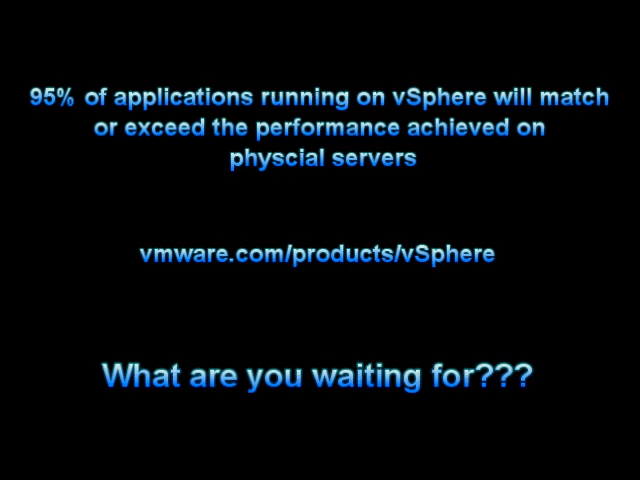 95% of applications running on vSphere will match
or exceed the performance achieved on
physcial servers
vmware.com/products/vSphere
What are you waiting for???